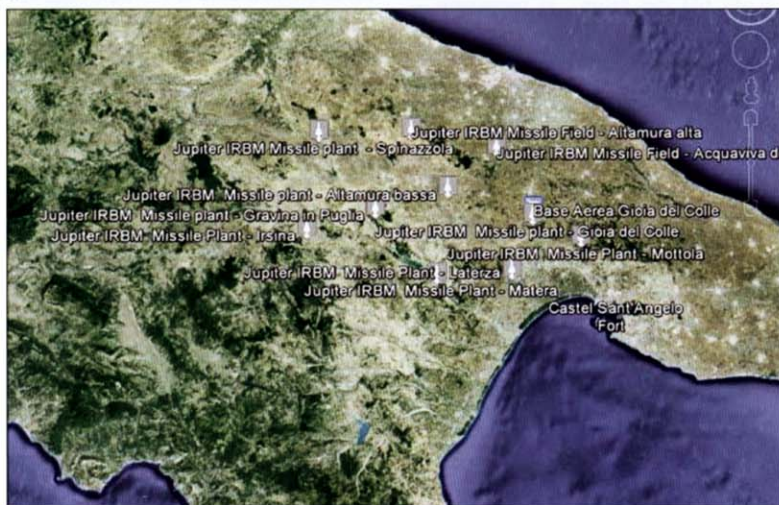 Jupiter IRBM Missile Field - Altamura alta
Jupiter IRBM Missile plant - Spinazzola
Jupiter IRBM Missile Field - Acquaviva d
Jupiter IRBM Missile plant - Altamura bassa
Jupiter IRBM Missile plant - Gravina in Puglia
Base Aerea Gioia del Colle
Jupiter IRBM Missile Plant - Irsina
Jupiter IRBM Missile plant - Gioia del Colle
Jupiter IRBM Missile Plant - Mottola
Jupiter IRBM Missile Plant - Laterza
Jupiter IRBM Missile Plant - Matera
Castel Sant'Angelo
Fort